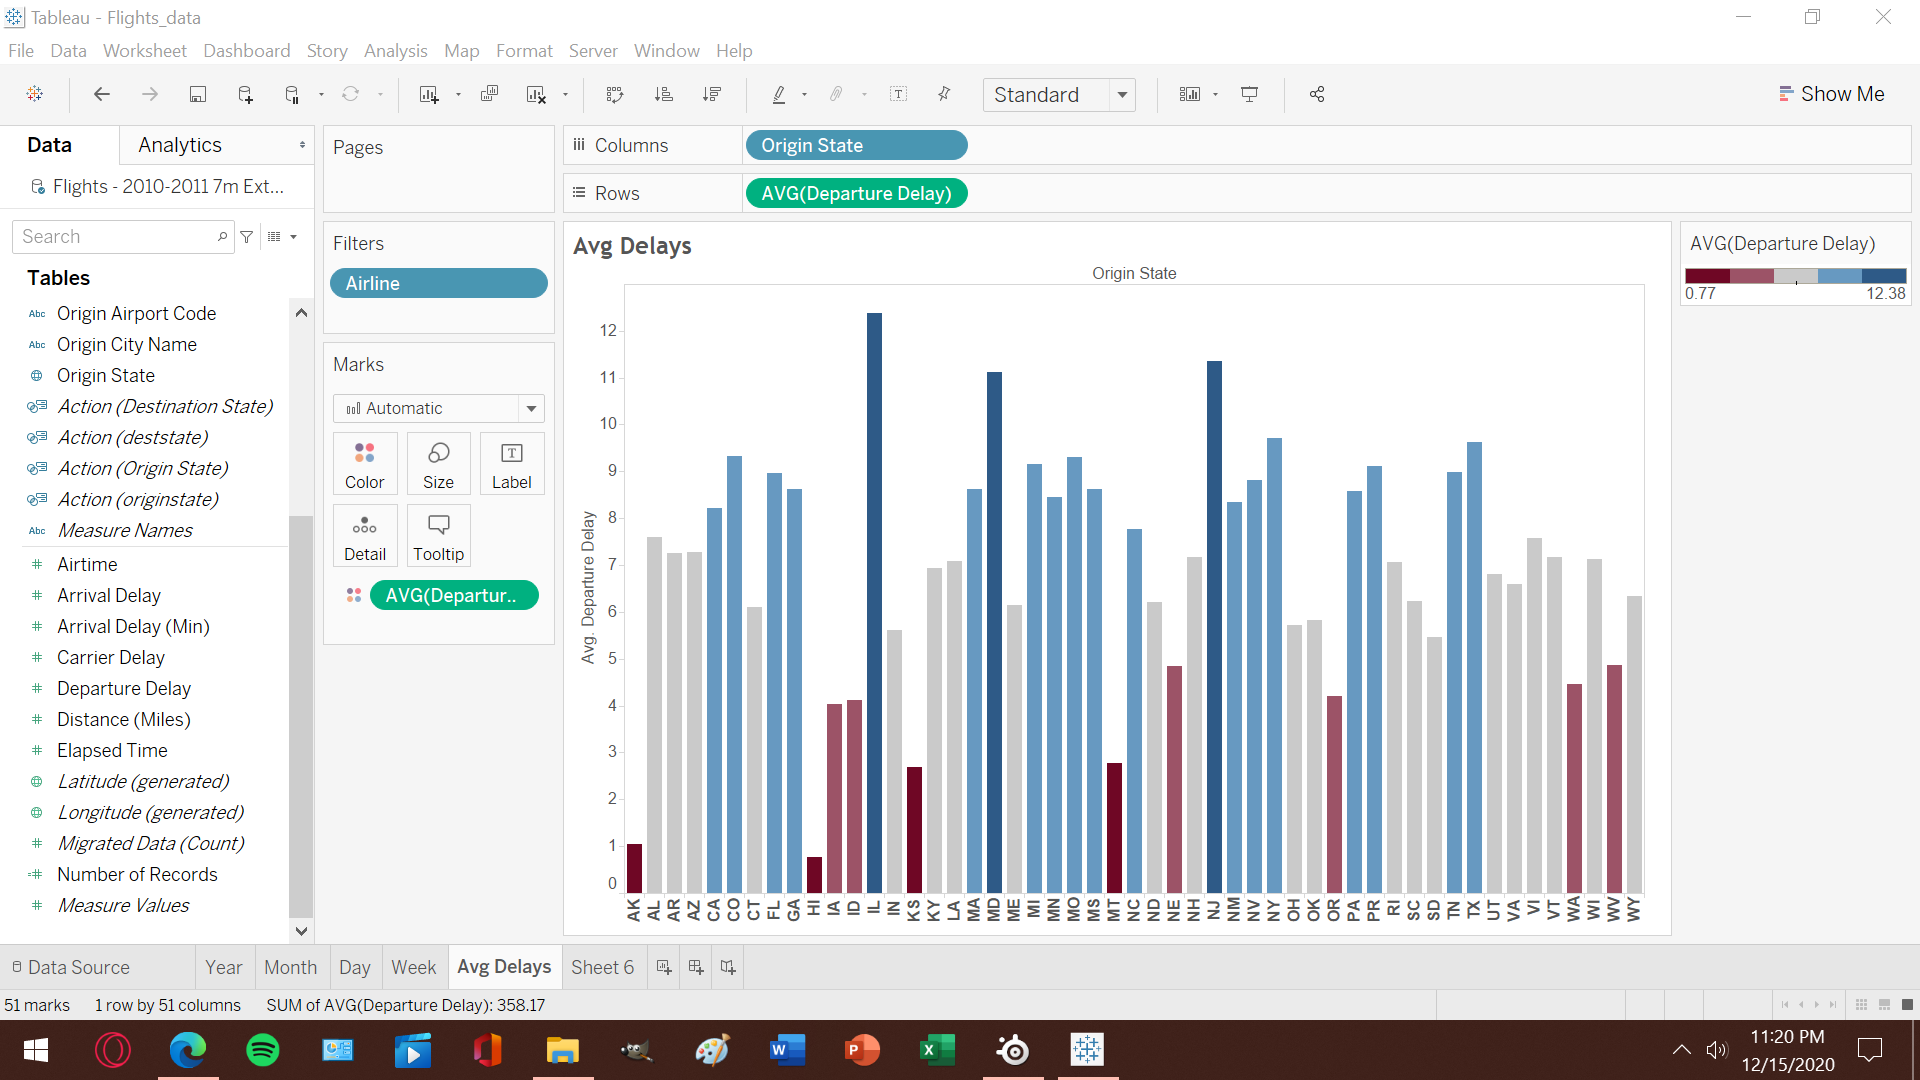 Tableau - Flights_data
File Data Worksheet Dashboard Story Analysis Map Format Server Window Help
Standard
Show Me
Data
Analytics
Flights - 2010-2011 7m Ext...
Search
Tables
Abc Origin Airport Code
Abc Origin City Name
Origin State
Action (Destination State)
Action (deststate)
Action (Origin State)
Action (originstate)
Abc Measure Names
# Airtime
# Arrival Delay
# Arrival Delay (Min)
# Carrier Delay
# Departure Delay
# Distance (Miles)
# Elapsed Time
Latitude (generated)
Longitude (generated)
# Migrated Data (Count)
=# Number of Records
# Measure Values
Pages
Filters
Airline
Marks
Automatic
Color
Size
T
Label
Detail
Tooltip
AVG(Departur..
Columns
Origin State
Rows
AVG(Departure Delay)
Avg Delays
Origin State
Avg. Departure Delay
12
11
10
9
8
7
6
5
4
3
2
1
0
AK AL AR AZ CA CO CT FL GA HI IA ID IL IN KS KY LA MA MD ME MI MN MO MS MT NC ND NE NH NJ NM NV NY OH OK OR PA PR RI SC SD TN TX UT VA VI VT WA WI WV WY
AVG(Departure Delay)
0.77 12.38
Data Source
Year
Month
Day
Week
Avg Delays
Sheet 6
51 marks 1 row by 51 columns SUM of AVG(Departure Delay): 358.17
11:20 PM
12/15/2020